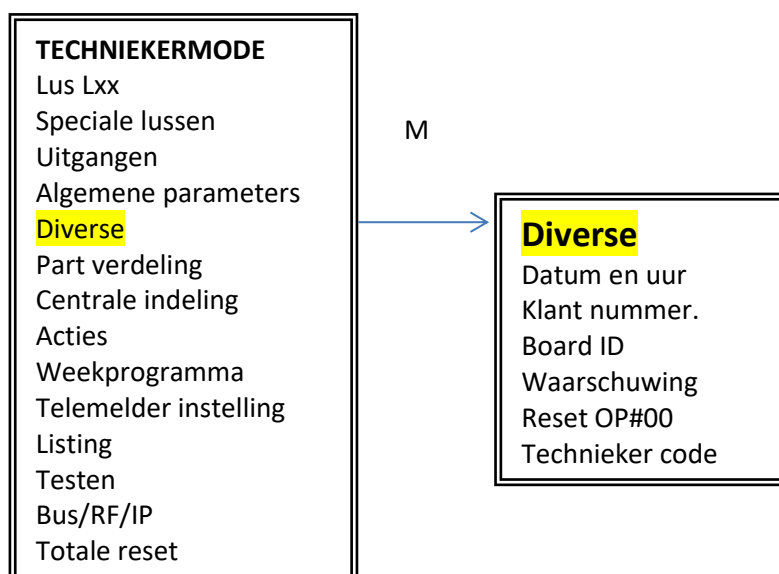 TECHNIEKERMODE
Lus Lxx
Speciale lussen
Uitgangen
Algemene parameters
Diverse
Part verdeling
Centrale indeling
Acties
Weekprogramma
Telemelder instelling
Listing
Testen
Bus/RF/IP
Totale reset
M
Diverse
Datum en uur
Klant nummer.
Board ID
Waarschuwing
Reset OP#00
Technieker code